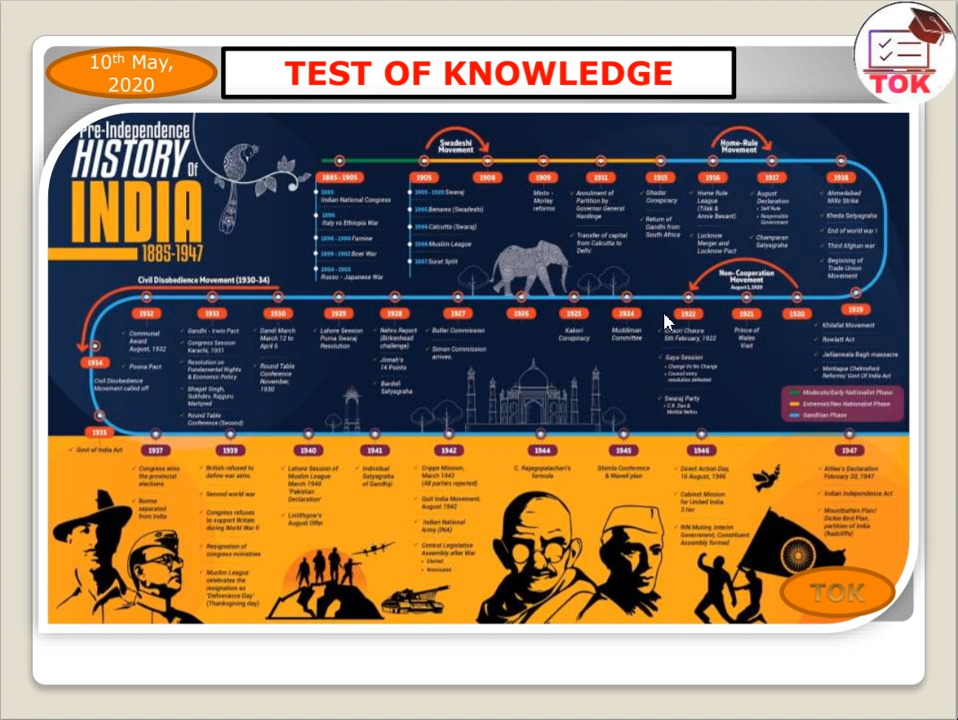 10th May,
2020
TEST OF KNOWLEDGE
TOK
Pre-Independence
HISTORY Of
INDIA
1885-1947
Swadeshi
Movement
Home-Rule
Movement
1885-1905
1905
1908
1909
1911
1915
1916
1917
1918
1885
Indian National Congress
1896
Italy vs Ethiopia War
1896 - 1900 Famine
1899 - 1902 Boer War
1904 - 1905
Russo - Japanese War
1905 - 1908 Swaraj
1905 Benares (Swadeshi)
1906 Calcutta (Swaraj)
1906 Muslim League
1907 Surat Split
Minto -
Morley
reforms
Annulment of
Partition by
Governor General
Hardinge
Transfer of capital
from Calcutta to
Delhi
Ghadar
Conspiracy
Return of
Gandhi from
South Africa
Home Rule
League
(Tilak &
Annie Besant)
Lucknow
Merger and
Lucknow Pact
August
Declaration
• Self Rule
• Responsible
Government
Champaran
Satyagraha
Ahmedabad
Mills Strike
Kheda Satyagraha
End of world war I
Third Afghan war
Beginning of
Trade Union
Movement
Civil Disobedience Movement (1930-34)
Non-Cooperation
Movement
August 1, 1920
1932
1931
1930
1929
1928
1927
1926
1925
1924
1922
1921
1920
1919
Communal
Award
August, 1932
Poona Pact
Gandhi - Irwin Pact
Congress Session
Karachi, 1931
Resolution on
Fundamental Rights
& Economic Policy
Bhagat Singh,
Sukhdev, Rajguru
Martyred
Round Table
Conference (Second)
Dandi March
March 12 to
April 6
Round Table
Conference
November,
1930
Lahore Session
Purna Swaraj
Resolution
Nehru Report
(Birkenhead
challenge)
Jinnah's
14 Points
Bardoli
Satyagraha
Butler Commission
Simon Commission
arrives.
Kakori
Conspiracy
Muddiman
Committee
Chauri Chaura
5th February, 1922
Gaya Session
• Change Vs No Change
• Council entry
resolution defeated
Swaraj Party
• C.R. Das &
Motilal Nehru
Prince of
Wales
Visit
Khilafat Movement
Rowlatt Act
Jallianwala Bagh massacre
Montague Chelmsford
Reforms/ Govt Of India Act
1934
Civil Disobedience
Movement called off
Moderate/Early Nationalist Phase
Extremist/Neo Nationalist Phase
Gandhian Phase
1935
Govt of India Act
1937
1939
1940
1941
1942
1944
1945
1946
1947
Congress wins
the provincial
elections
Burma
separated
from India
British refused to
define war aims.
Second world war
Congress refuses
to support Britain
during World War II
Resignation of
congress ministries
Muslim League
celebrates the
resignation as
'Deliverance Day'
(Thanksgiving day)
Lahore Session of
Muslim League
March 1940
'Pakistan
Declaration'
Linlithgow's
August Offer
Individual
Satyagraha
of Gandhiji
Cripps Mission,
March 1942
(All parties rejected)
Quit India Movement,
August 1942
Indian National
Army (INA)
Central Legislative
Assembly after War
• Elected
• Nominated
C. Rajagopalachari's
formula
Shimla Conference
& Wavell plan
Direct Action Day,
16 August, 1946
Cabinet Mission
for United India
3 tier
RIN Mutiny, Interim
Government, Constituent
Assembly formed
Attlee's Declaration
February 20, 1947
Indian Independence Act
Mountbatten Plan/
Dickie Bird Plan,
partition of India
(Radcliffe)
TOK